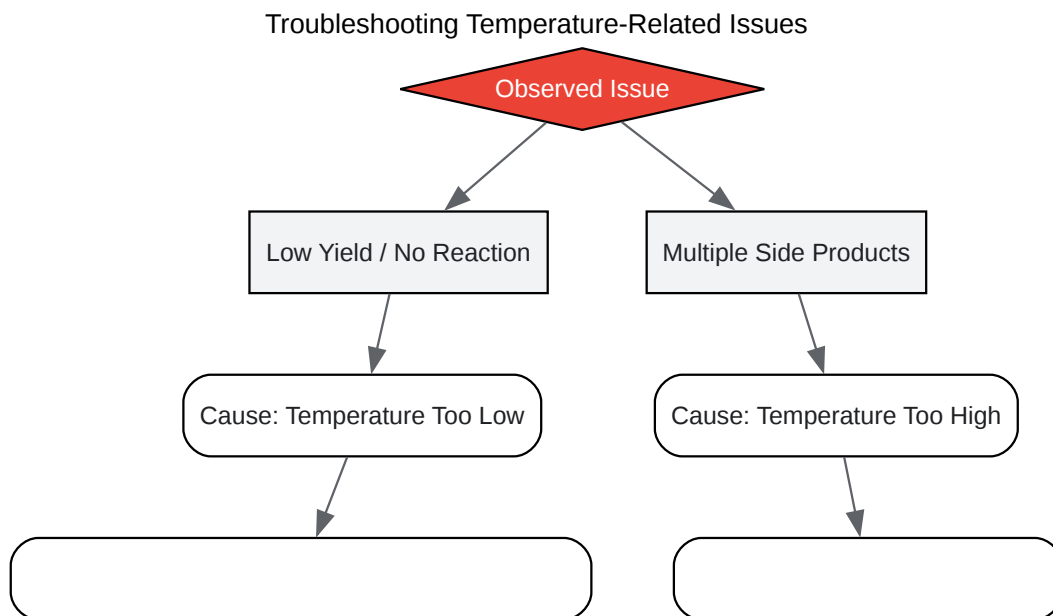 Troubleshooting Temperature-Related Issues
Observed Issue
Low Yield / No Reaction
Multiple Side Products
Cause: Temperature Too Low
Cause: Temperature Too High